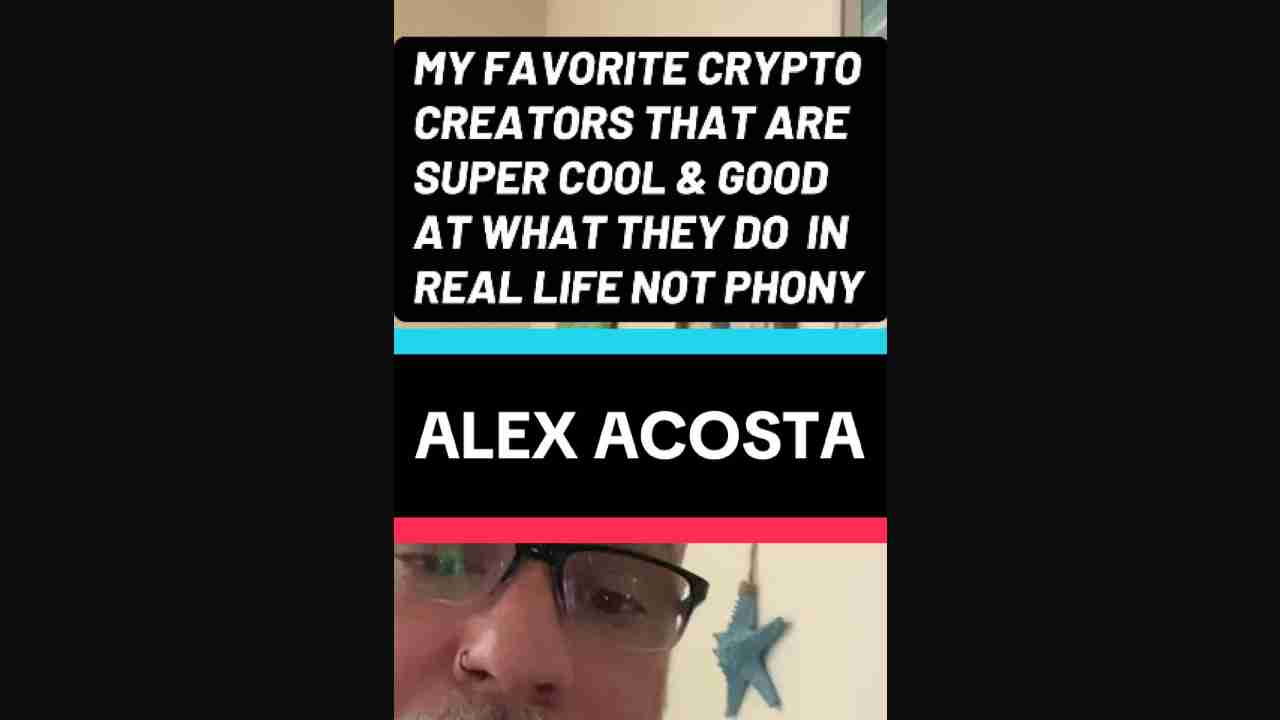 MY FAVORITE CRYPTO
CREATORS THAT ARE
SUPER COOL & GOOD
AT WHAT THEY DO IN
REAL LIFE NOT PHONY
ALEX ACOSTA